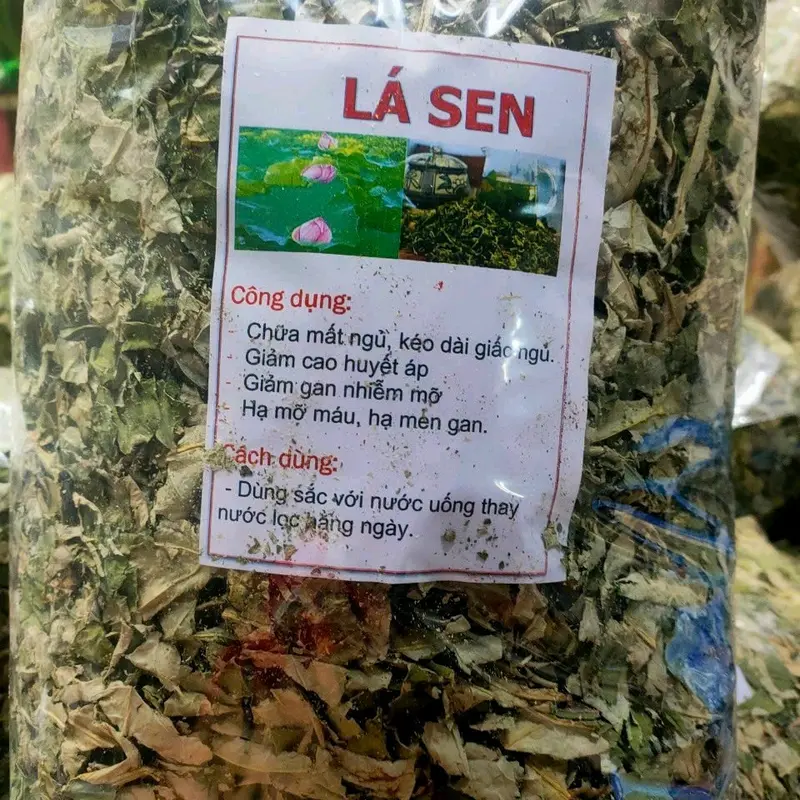 LÁ SEN
Công dụng:
- Chữa mất ngủ, kéo dài giấc ngủ.
- Giảm cao huyết áp
- Giảm gan nhiễm mỡ
Hạ mỡ máu, hạ men gan.
Cách dùng:
- Dùng sắc với nước uống thay
nước lọc hằng ngày.